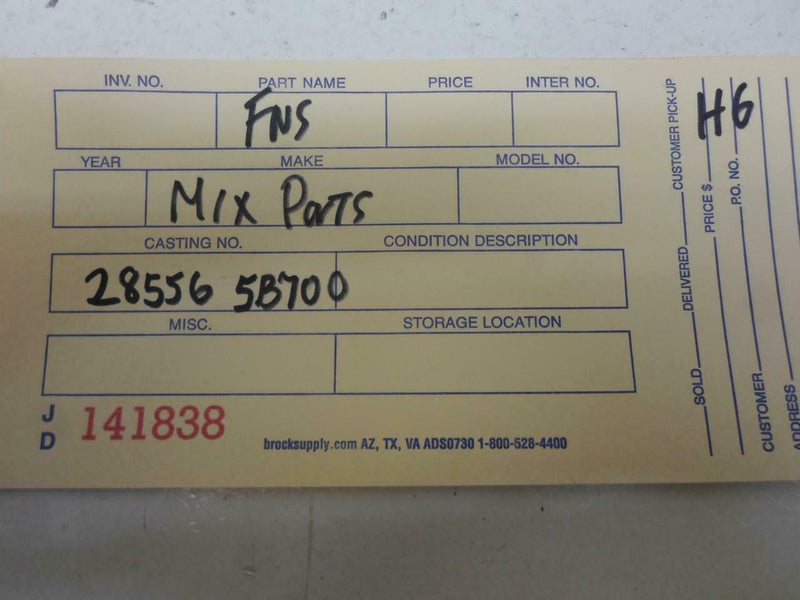 INV. NO. PART NAME PRICE INTER NO.
FNS
YEAR MAKE MODEL NO.
MIX PARTS
CASTING NO. CONDITION DESCRIPTION
28556 5B700
MISC. STORAGE LOCATION
J D 141838
brocksupply.com AZ, TX, VA ADS0730 1-800-528-4400
SOLD DELIVERED CUSTOMER PICK-UP
PRICE $
H6
P.O. NO.
CUSTOMER
ADDRESS